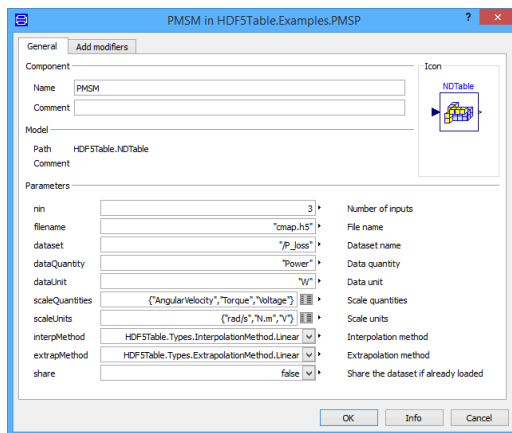 PMSM in HDF5Table.Examples.PMSP ? x
General Add modifiers
Component
Icon
Name PMSM
NDTable
Comment
Model
Path HDF5Table.NDTable
Comment
Parameters
nin 3 Number of inputs
filename "cmap.h5" File name
dataset "/P_loss" Dataset name
dataQuantity "Power" Data quantity
dataUnit "W" Data unit
scaleQuantities {"AngularVelocity","Torque","Voltage"} Scale quantities
scaleUnits {"rad/s","N.m","V"} Scale units
interpMethod HDF5Table.Types.InterpolationMethod.Linear Interpolation method
extrapMethod HDF5Table.Types.ExtrapolationMethod.Linear Extrapolation method
share false Share the dataset if already loaded
OK Info Cancel